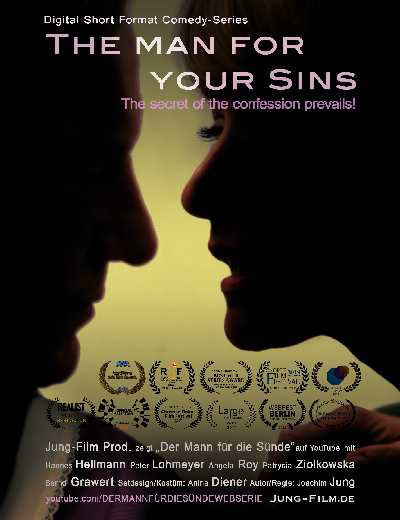 Digital Short Format Comedy-Series
THE MAN FOR
YOUR SINS
The secret of the confession prevails!
Jung-Film Prod. zeigt „Der Mann für die Sünde" auf YouTube mit
Hannes Hellmann Peter Lohmeyer Angela Roy Patrycia Ziolkowska
Bernd Grawert Setdesign/Kostüm: Anina Diener Autor/Regie: Joachim Jung
youtube.com/DERMANNFÜRDIESÜNDEWEBSERIE JUNG-FILM.DE